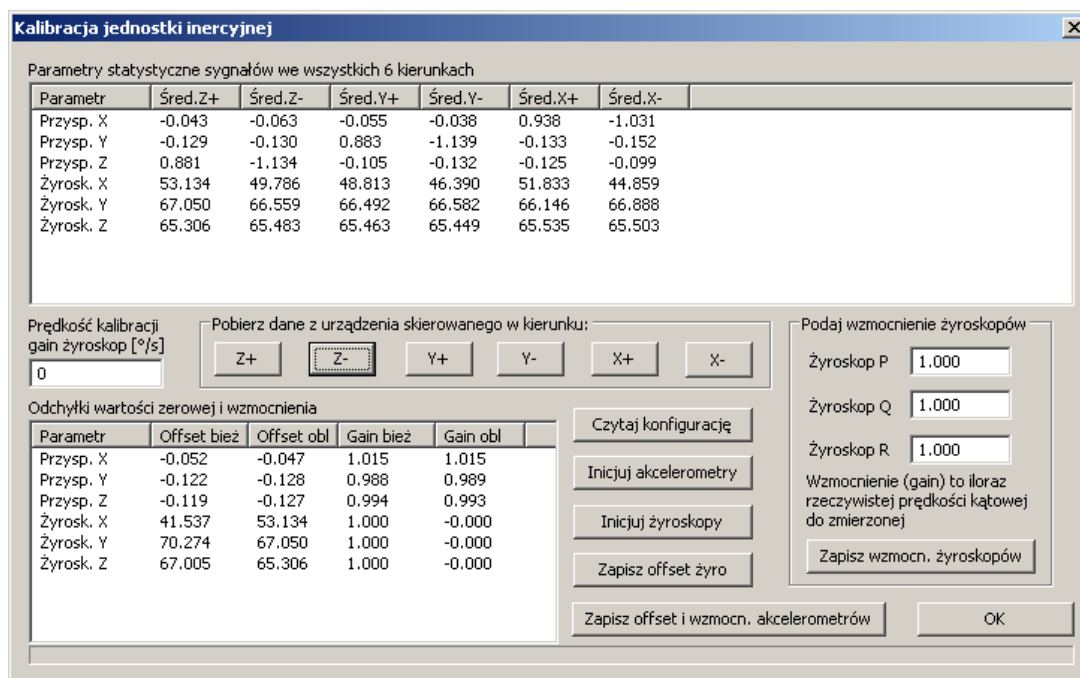 Kalibracja jednostki inercyjnej
Parametry statystyczne sygnałów we wszystkich 6 kierunkach
Parametr Śred.Z+ Śred.Z- Śred.Y+ Śred.Y- Śred.X+ Śred.X-
Przysp. X -0.043 -0.063 -0.055 -0.038 0.938 -1.031
Przysp. Y -0.129 -0.130 0.883 -1.139 -0.133 -0.152
Przysp. Z 0.881 -1.134 -0.105 -0.132 -0.125 -0.099
Żyrosk. X 53.134 49.786 48.813 46.390 51.833 44.859
Żyrosk. Y 67.050 66.559 66.492 66.582 66.146 66.888
Żyrosk. Z 65.306 65.483 65.463 65.449 65.535 65.503
Prędkość kalibracji
gain żyroskop [°/s]
0
Pobierz dane z urządzenia skierowanego w kierunku:
Z+ Z- Y+ Y- X+ X-
Odchyłki wartości zerowej i wzmocnienia
Parametr Offset bież Offset obl Gain bież Gain obl
Przysp. X -0.052 -0.047 1.015 1.015
Przysp. Y -0.122 -0.128 0.988 0.989
Przysp. Z -0.119 -0.127 0.994 0.993
Żyrosk. X 41.537 53.134 1.000 -0.000
Żyrosk. Y 70.274 67.050 1.000 -0.000
Żyrosk. Z 67.005 65.306 1.000 -0.000
Czytaj konfigurację
Inicjuj akcelerometry
Inicjuj żyroskopy
Zapisz offset żyro
Zapisz offset i wzmocn. akcelerometrów
Podaj wzmocnienie żyroskopów
Żyroskop P 1.000
Żyroskop Q 1.000
Żyroskop R 1.000
Wzmocnienie (gain) to iloraz
rzeczywistej prędkości kątowej
do zmierzonej
Zapisz wzmocn. żyroskopów
OK